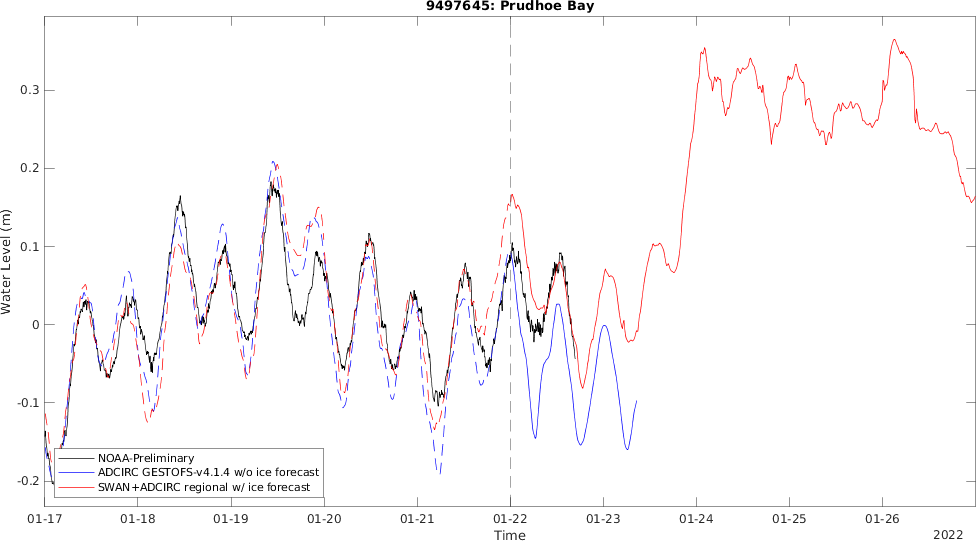 9497645: Prudhoe Bay
Water Level (m)
0.3
0.2
0.1
0
-0.1
-0.2
NOAA-Preliminary
ADCIRC GESTOFS-v4.1.4 w/o ice forecast
SWAN+ADCIRC regional w/ ice forecast
01-17 01-18 01-19 01-20 01-21 01-22 01-23 01-24 01-25 01-26
Time
2022